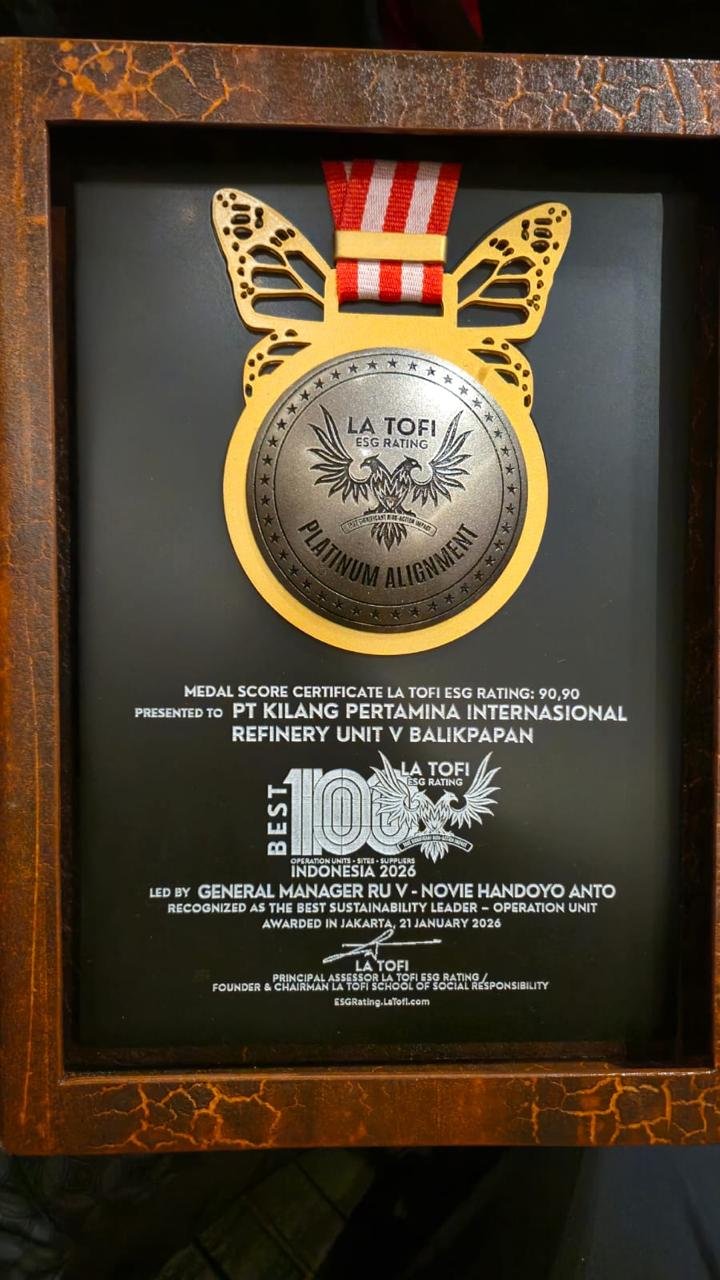 LA TOFI
ESG RATING
PLATINUM ALIGNMENT
MEDAL SCORE CERTIFICATE LA TOFI ESG RATING: 90,90
PRESENTED TO PT KILANG PERTAMINA INTERNASIONAL
REFINERY UNIT V BALIKPAPAN
BEST 100
LA TOFI
ESG RATING
OPERATION UNITS - SITES - SUPPLIERS
INDONESIA 2026
LED BY GENERAL MANAGER RU V - NOVIE HANDOYO ANTO
RECOGNIZED AS THE BEST SUSTAINABILITY LEADER – OPERATION UNIT
AWARDED IN JAKARTA, 21 JANUARY 2026
LA TOFI
PRINCIPAL ASSESSOR LA TOFI ESG RATING /
FOUNDER & CHAIRMAN LA TOFI SCHOOL OF SOCIAL RESPONSIBILITY
ESGRating.LaTofi.com